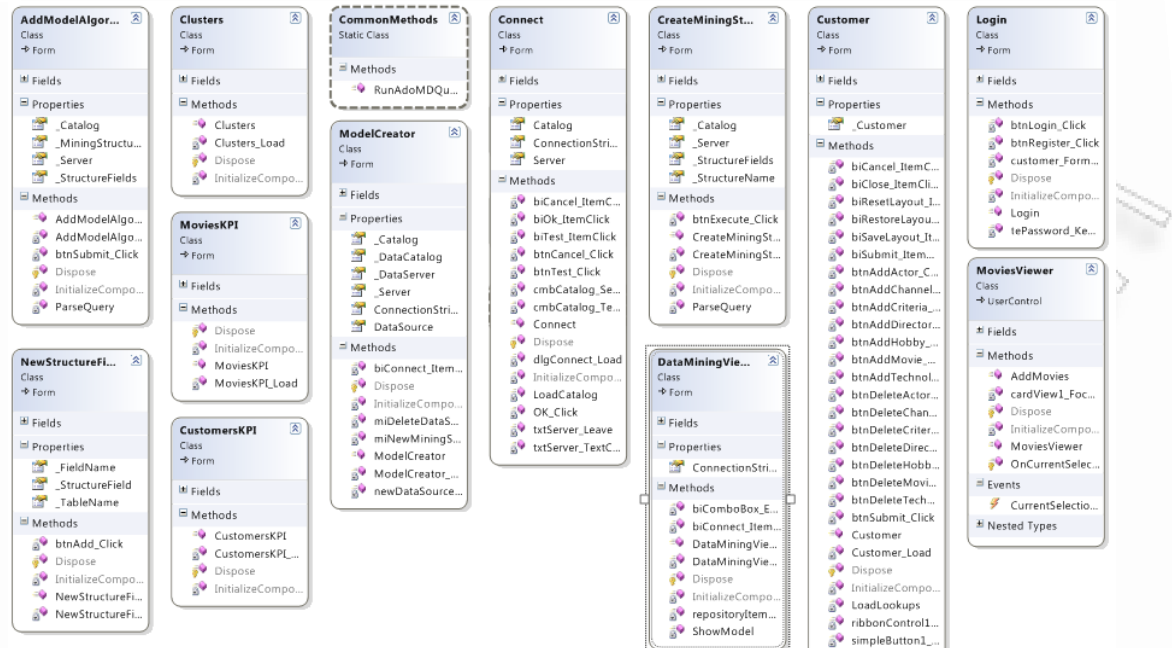 AddModelAlgor...
Class
Form
Fields
Properties
_Catalog
_MiningStructu...
_Server
_StructureFields
Methods
AddModelAlgo...
AddModelAlgo...
btnSubmit_Click
Dispose
InitializeCompo...
ParseQuery
NewStructureFi...
Class
Form
Fields
Properties
_FieldName
_StructureField
_TableName
Methods
btnAdd_Click
Dispose
InitializeCompo...
NewStructureFi...
NewStructureFi...
Clusters
Class
Form
Fields
Methods
Clusters
Clusters_Load
Dispose
InitializeCompo...
MoviesKPI
Class
Form
Fields
Methods
Dispose
InitializeCompo...
MoviesKPI
MoviesKPI_Load
CustomersKPI
Class
Form
Fields
Methods
CustomersKPI
CustomersKPI_...
Dispose
InitializeCompo...
CommonMethods
Static Class
Methods
RunAdoMDQu...
ModelCreator
Class
Form
Fields
Properties
_Catalog
_DataCatalog
_DataServer
_Server
ConnectionStri...
DataSource
Methods
biConnect_Item...
Dispose
InitializeCompo...
miDeleteDataS...
miNewMiningS...
ModelCreator
ModelCreator_...
newDataSource...
Connect
Class
Form
Fields
Properties
Catalog
ConnectionStri...
Server
Methods
biCancel_ItemC...
biOk_ItemClick
biTest_ItemClick
btnCancel_Click
btnTest_Click
cmbCatalog_Se...
cmbCatalog_Te...
Connect
Dispose
dlgConnect_Load
InitializeCompo...
LoadCatalog
OK_Click
txtServer_Leave
txtServer_TextC...
CreateMiningSt...
Class
Form
Fields
Properties
_Catalog
_Server
_StructureFields
_StructureName
Methods
btnExecute_Click
CreateMiningSt...
CreateMiningSt...
Dispose
InitializeCompo...
ParseQuery
DataMiningVie...
Class
Form
Fields
Properties
ConnectionStri...
Methods
biComboBox_E...
biConnect_Item...
DataMiningVie...
DataMiningVie...
Dispose
InitializeCompo...
repositoryItem...
ShowModel
Customer
Class
Form
Fields
Properties
_Customer
Methods
biCancel_ItemC...
biClose_ItemCli...
biResetLayout_I...
biRestoreLayou...
biSaveLayout_It...
biSubmit_Item...
btnAddActor_C...
btnAddChannel...
btnAddCriteria_...
btnAddDirector...
btnAddHobby_...
btnAddMovie_...
btnAddTechnol...
btnDeleteActor...
btnDeleteChan...
btnDeleteCriter...
btnDeleteDirec...
btnDeleteHobb...
btnDeleteMovi...
btnDeleteTech...
btnSubmit_Click
Customer
Customer_Load
Dispose
InitializeCompo...
LoadLookups
ribbonControl1...
simpleButton1_...
Login
Class
Form
Fields
Methods
btnLogin_Click
btnRegister_Click
customer_Form...
Dispose
InitializeCompo...
Login
tePassword_Ke...
MoviesViewer
Class
UserControl
Fields
Methods
AddMovies
cardView1_Foc...
Dispose
InitializeCompo...
MoviesViewer
OnCurrentSelec...
Events
CurrentSelectio...
Nested Types